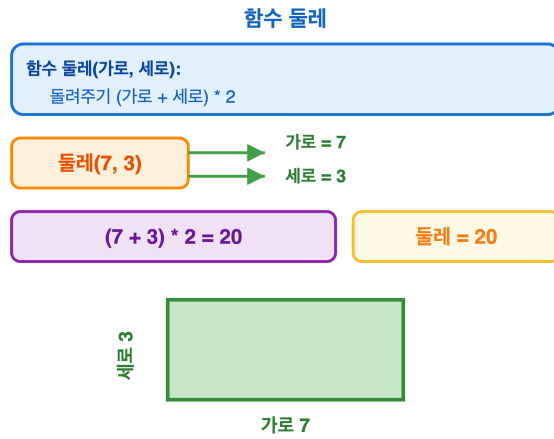 함수 둘레
함수 둘레(가로, 세로):
돌려주기 (가로 + 세로) * 2
둘레(7, 3)
가로 = 7
세로 = 3
(7 + 3) * 2 = 20
둘레 = 20
세로 3
가로 7